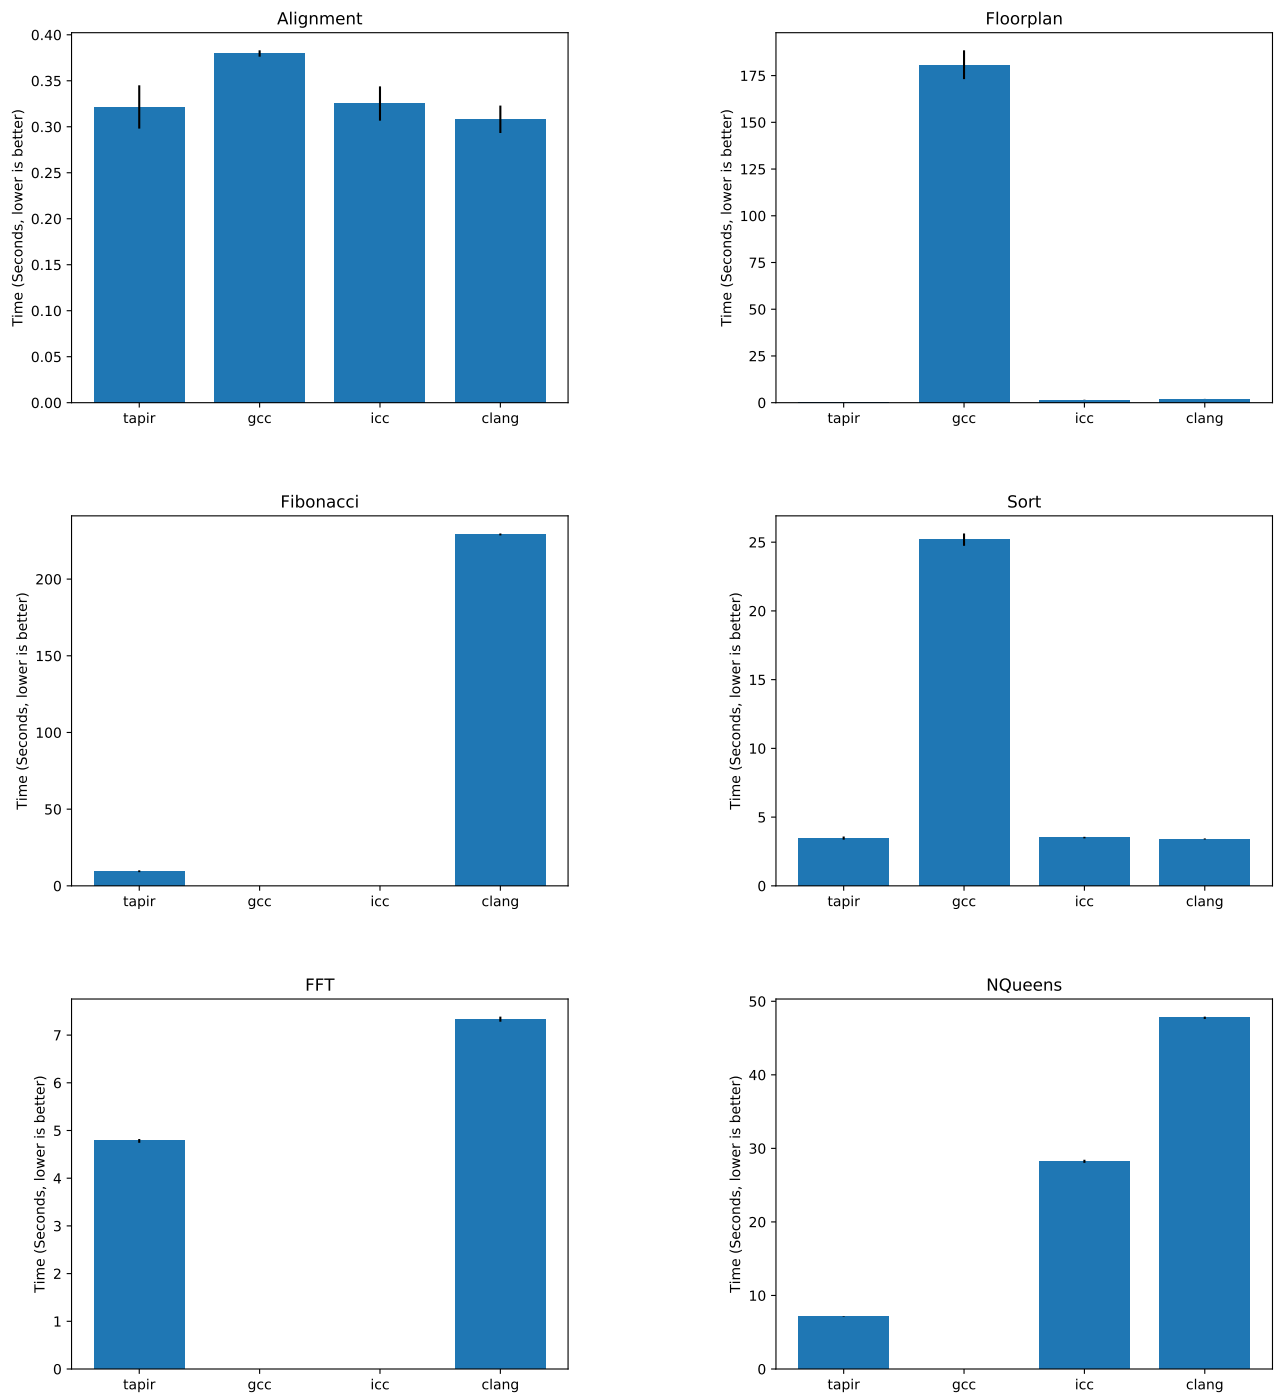 Alignment
Time (Seconds, lower is better)
0.40
0.35
0.30
0.25
0.20
0.15
0.10
0.05
0.00
tapir gcc icc clang
Floorplan
Time (Seconds, lower is better)
175
150
125
100
75
50
25
0
tapir gcc icc clang
Fibonacci
Time (Seconds, lower is better)
200
150
100
50
0
tapir gcc icc clang
Sort
Time (Seconds, lower is better)
25
20
15
10
5
0
tapir gcc icc clang
FFT
Time (Seconds, lower is better)
7
6
5
4
3
2
1
0
tapir gcc icc clang
NQueens
Time (Seconds, lower is better)
50
40
30
20
10
0
tapir gcc icc clang